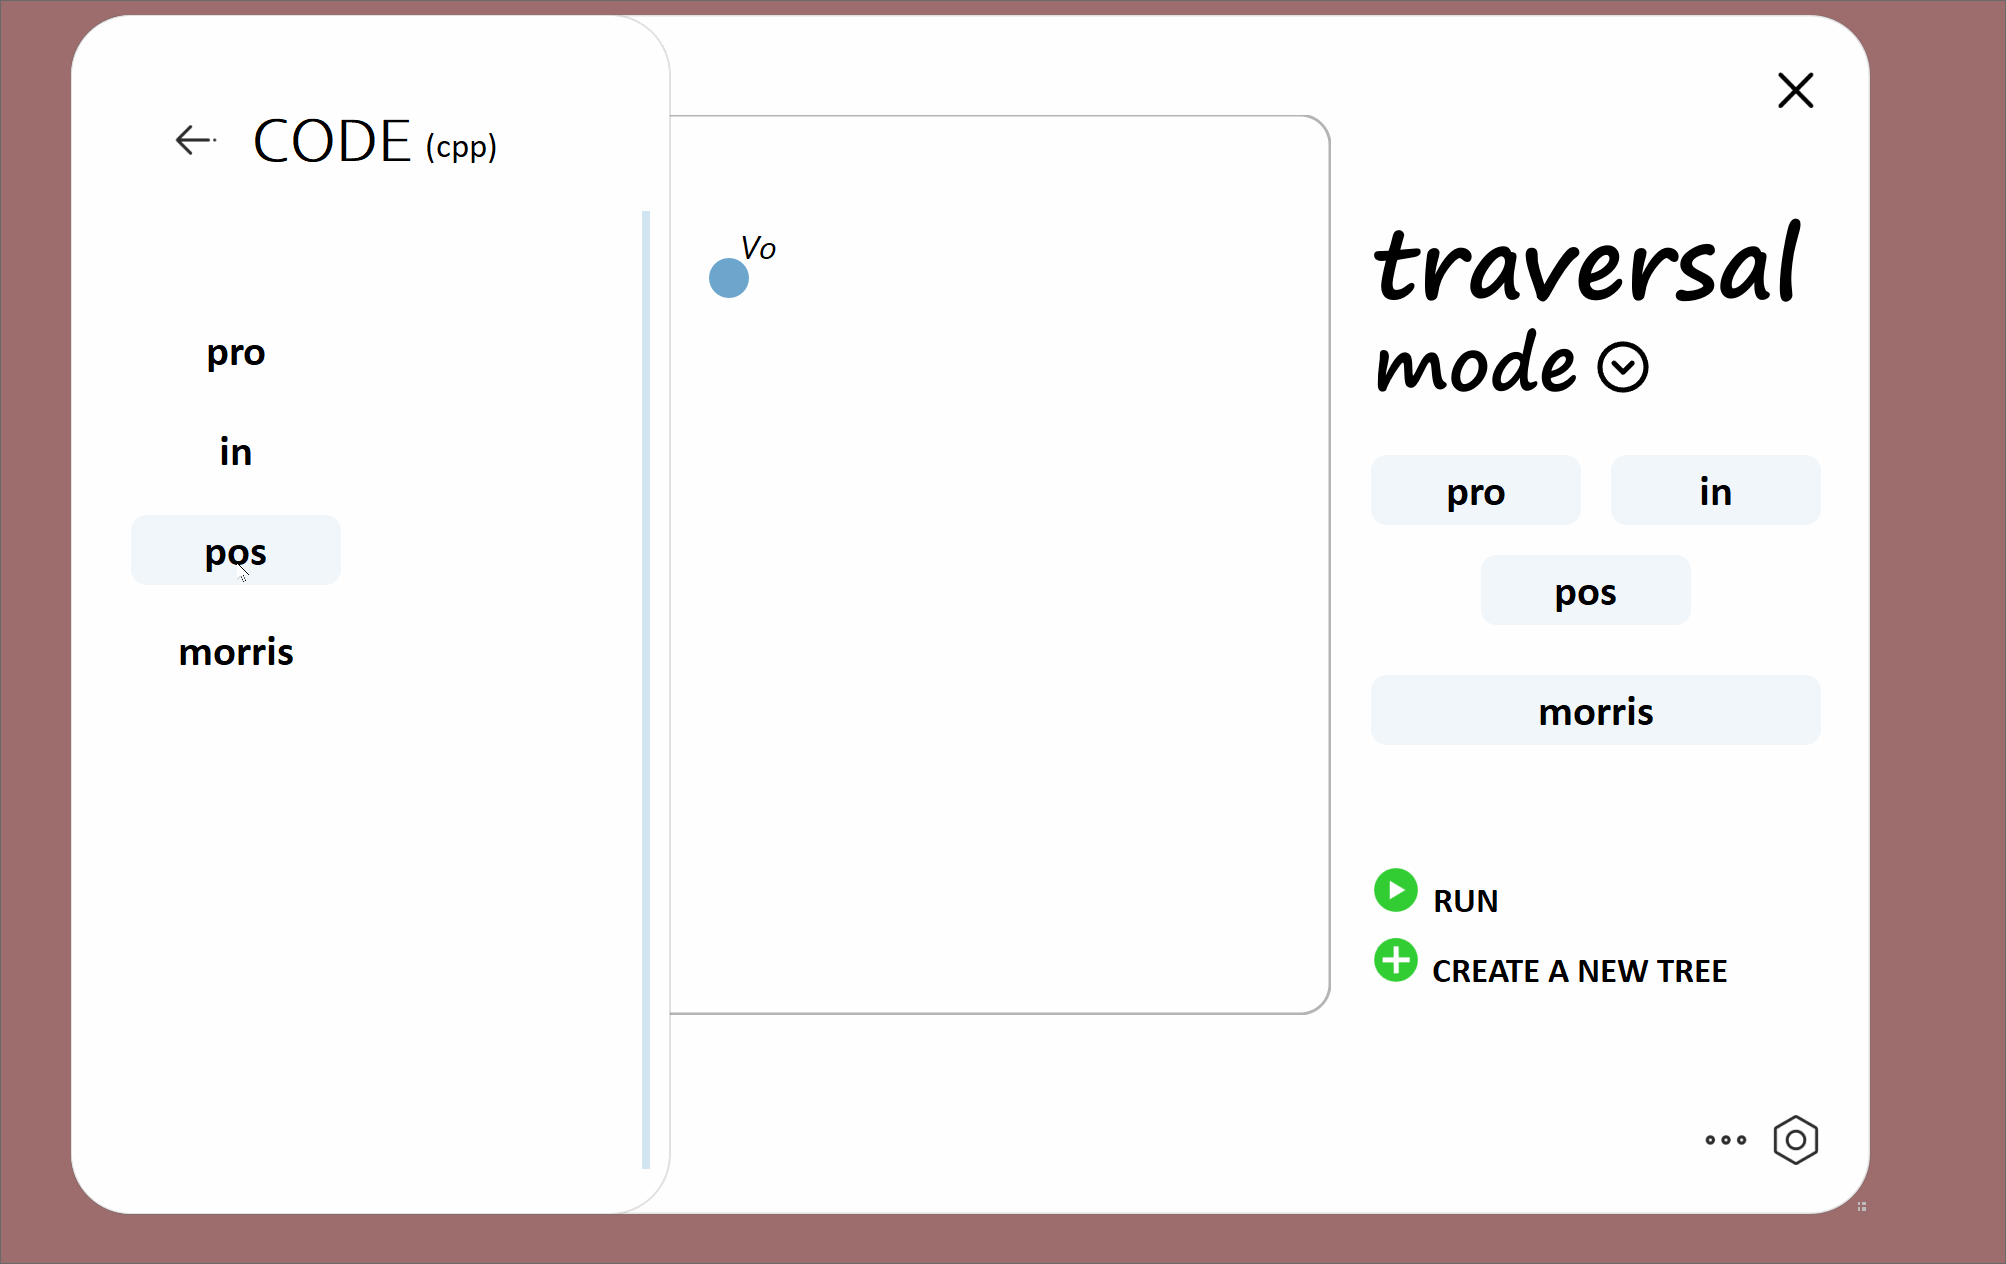 CODE (cpp)
pro
in
pos
morris
Vo
traversal
mode
pro in
pos
morris
RUN
CREATE A NEW TREE